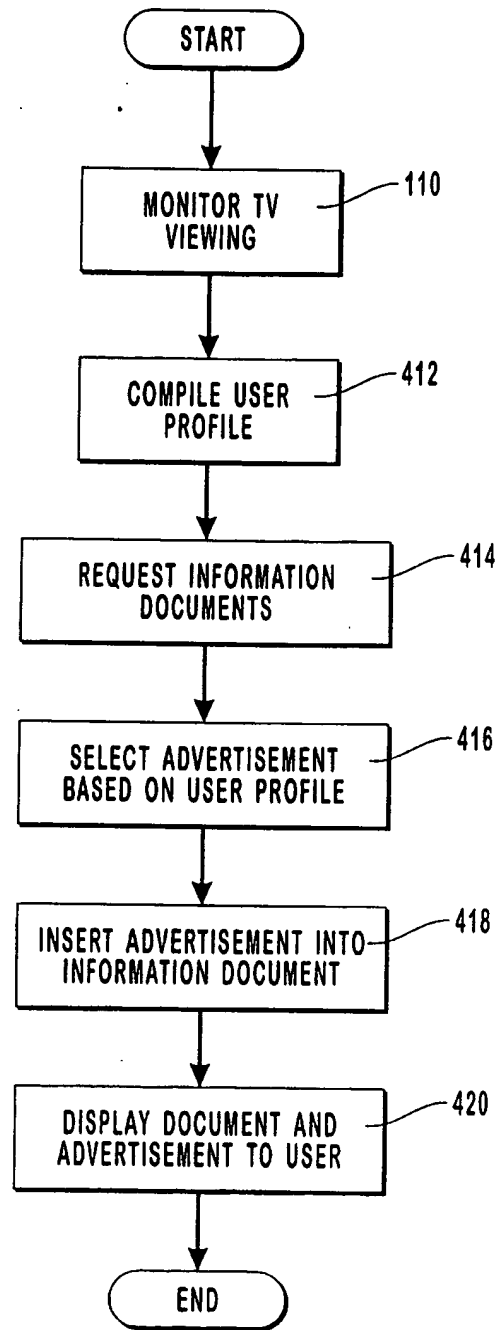 START
MONITOR TV
VIEWING
110
COMPILE USER
PROFILE
412
REQUEST INFORMATION
DOCUMENTS
414
SELECT ADVERTISEMENT
BASED ON USER PROFILE
416
INSERT ADVERTISEMENT INTO
INFORMATION DOCUMENT
418
DISPLAY DOCUMENT AND
ADVERTISEMENT TO USER
420
END